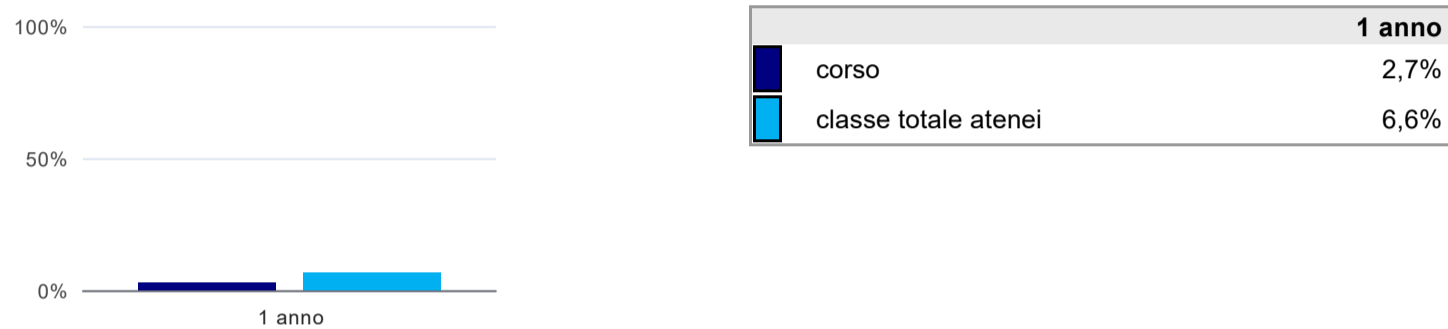 100%
50%
0%
1 anno
1 anno
corso 2,7%
classe totale atenei 6,6%